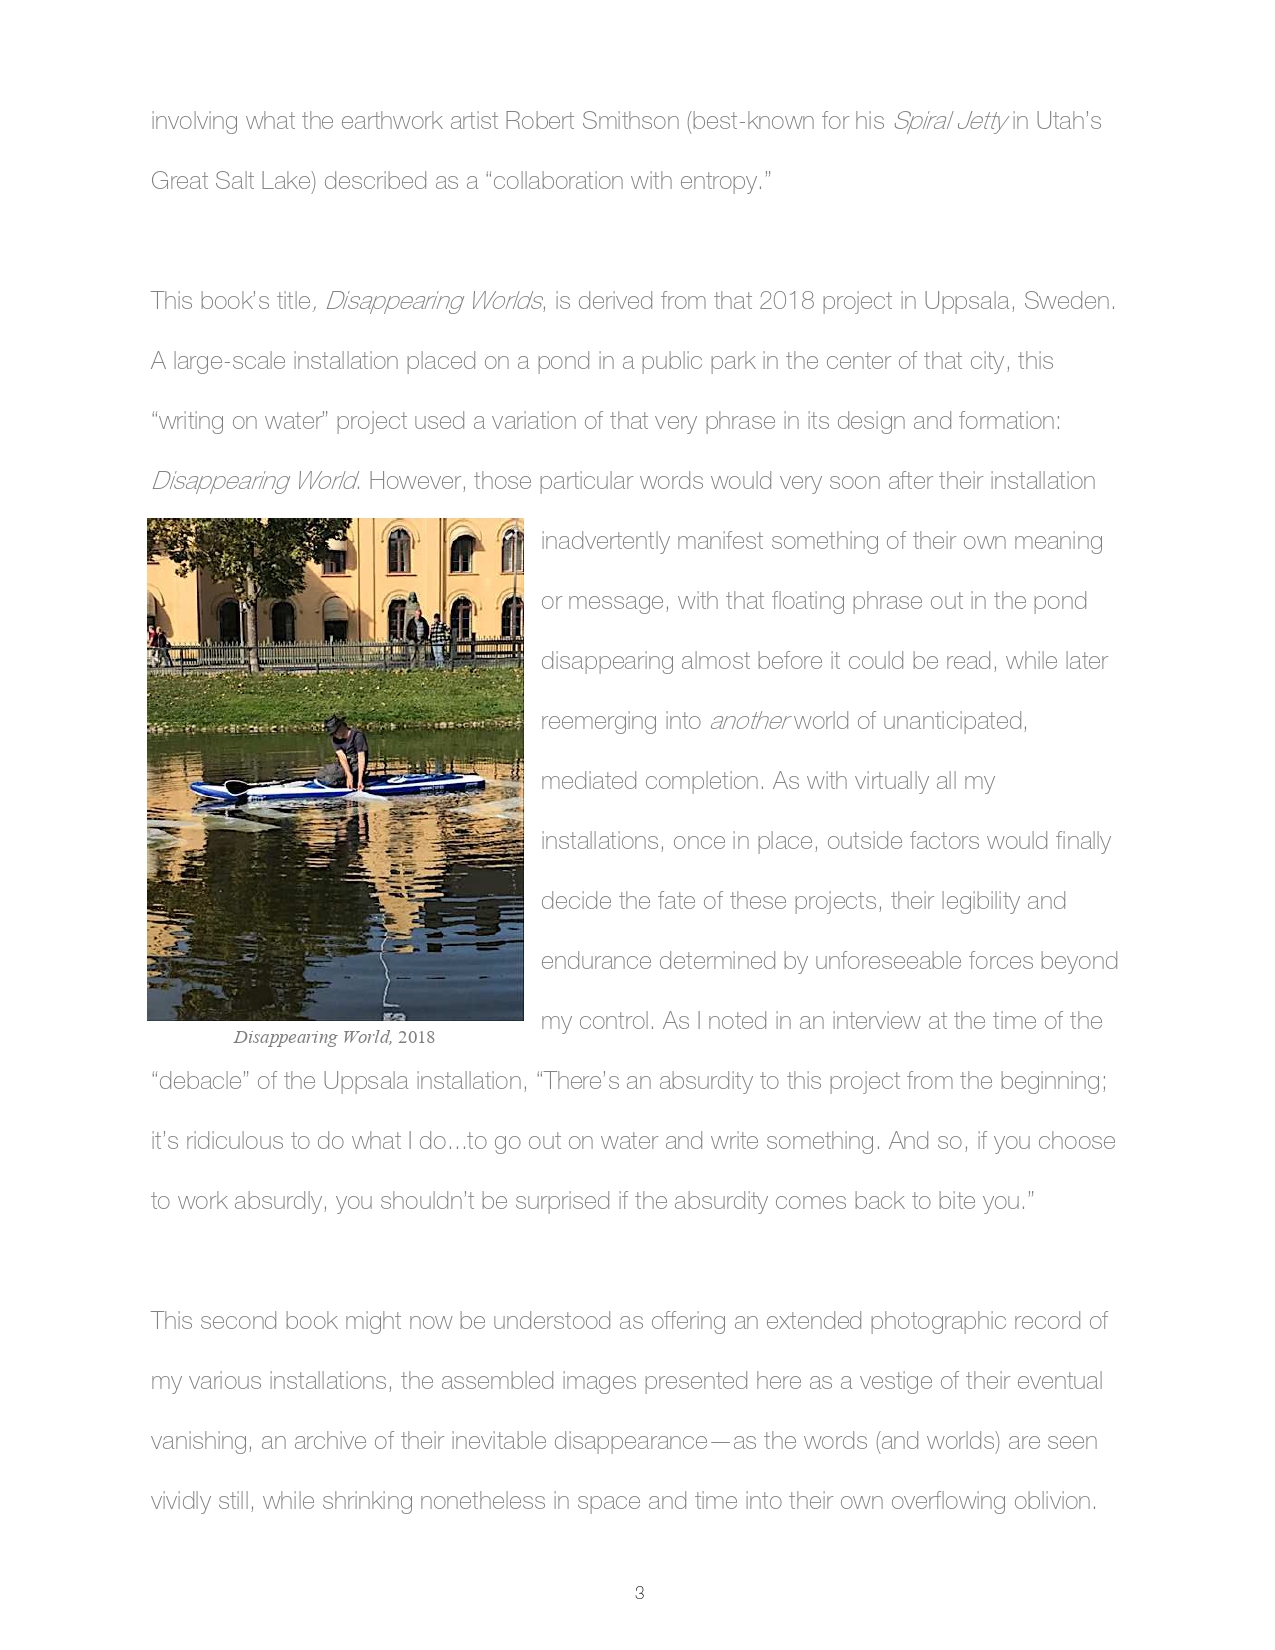 involving what the earthwork artist Robert Smithson (best-known for his Spiral Jetty in Utah’s
Great Salt Lake) described as a “collaboration with entropy.”
This book’s title, Disappearing Worlds, is derived from that 2018 project in Uppsala, Sweden.
A large-scale installation placed on a pond in a public park in the center of that city, this
“writing on water” project used a variation of that very phrase in its design and formation:
Disappearing World. However, those particular words would very soon after their installation
inadvertently manifest something of their own meaning
or message, with that floating phrase out in the pond
disappearing almost before it could be read, while later
reemerging into another world of unanticipated,
mediated completion. As with virtually all my
installations, once in place, outside factors would finally
decide the fate of these projects, their legibility and
endurance determined by unforeseeable forces beyond
my control. As I noted in an interview at the time of the
Disappearing World, 2018
“debacle” of the Uppsala installation, “There’s an absurdity to this project from the beginning;
it’s ridiculous to do what I do…to go out on water and write something. And so, if you choose
to work absurdly, you shouldn’t be surprised if the absurdity comes back to bite you.”
This second book might now be understood as offering an extended photographic record of
my various installations, the assembled images presented here as a vestige of their eventual
vanishing, an archive of their inevitable disappearance—as the words (and worlds) are seen
vividly still, while shrinking nonetheless in space and time into their own overflowing oblivion.
3